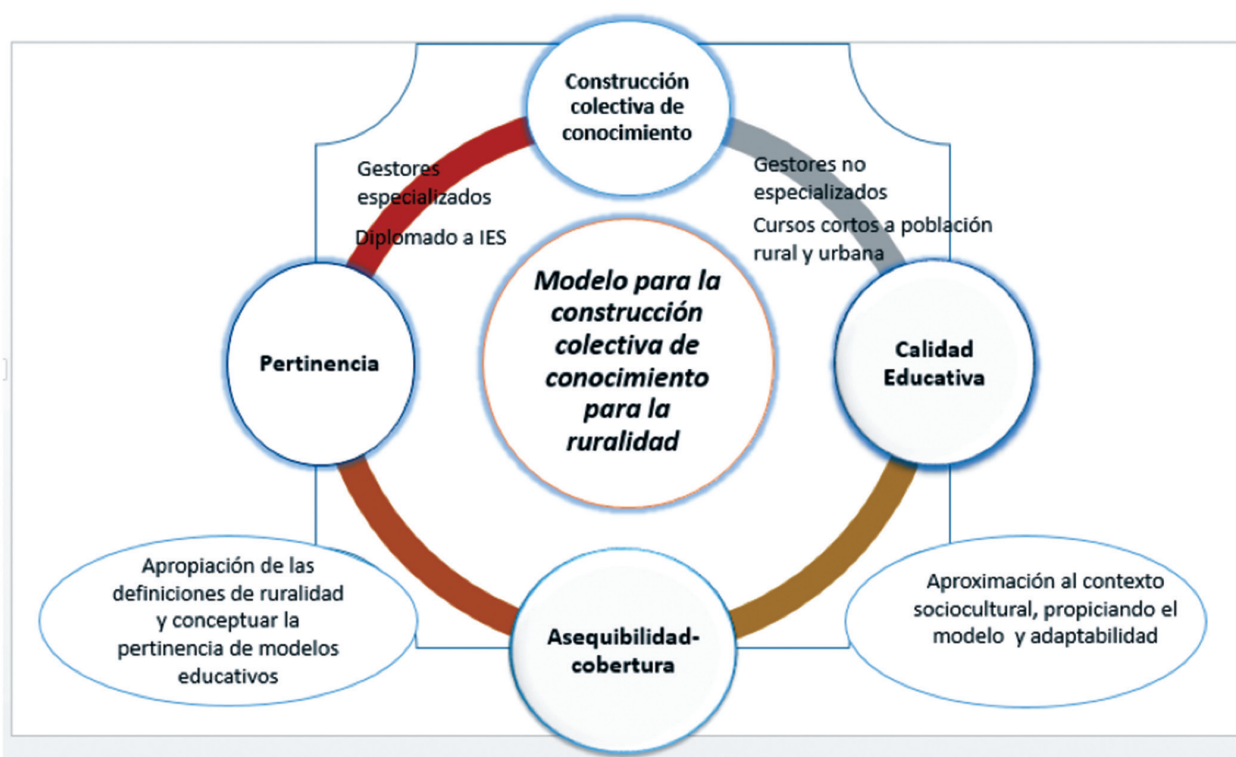 Construcción
colectiva de
conocimiento
Gestores
especializados
Diplomado a IES
Gestores no
especializados
Cursos cortos a población
rural y urbana
Modelo para la
construcción
colectiva de
conocimiento
para la
ruralidad
Pertinencia
Calidad
Educativa
Apropiación de las
definiciones de ruralidad
y conceptuar la
pertinencia de modelos
educativos
Asequibilidad-
cobertura
Aproximación al contexto
sociocultural, propiciando el
modelo y adaptabilidad